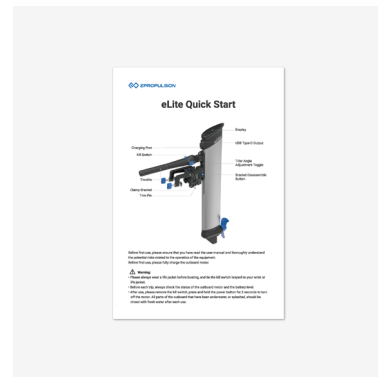 EPROPULSION
eLite Quick Start
Display
USB Type-C Output
Charging Port
Kill Switch
Tiller Angle
Adjustment Toggle
Bracket Disassemble
Button
Throttle
Clamp Bracket
Trim Pin
Before first use, please ensure that you have read the user manual and thoroughly understand
the potential risks related to the operation of the equipment.
Before first use, please fully charge the outboard motor.
Warning:
• Please always wear a life jacket before boating, and tie the kill switch lanyard to your wrist or
life jacket.
• Before each trip, always check the status of the outboard motor and the battery level.
• After use, please remove the kill switch, press and hold the power button for 3 seconds to turn
off the motor. All parts of the outboard that have been underwater, or splashed, should be
rinsed with fresh water after each use.